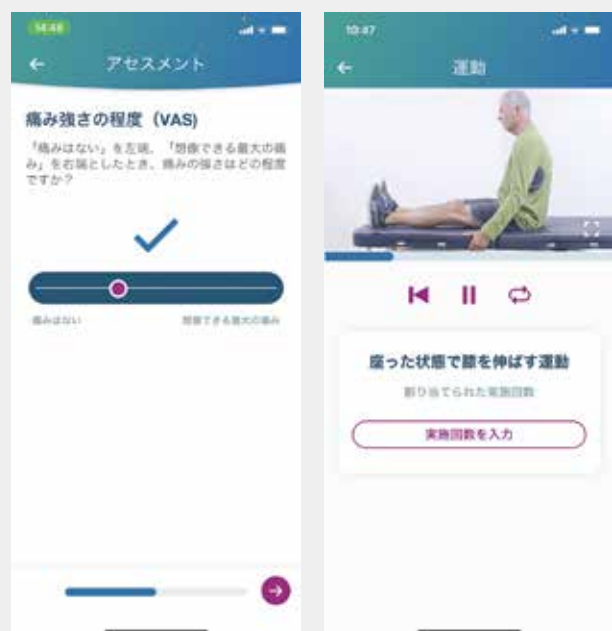 14:48
アセスメント
痛み強さの程度（VAS）
「痛みはない」を左端、「想像できる最大の痛
み」を右端としたとき、痛みの強さはどの程度
ですか？
痛みはない
想像できる最大の痛み
10:47
運動
座った状態で膝を伸ばす運動
割り当てられた実施回数
実施回数を入力